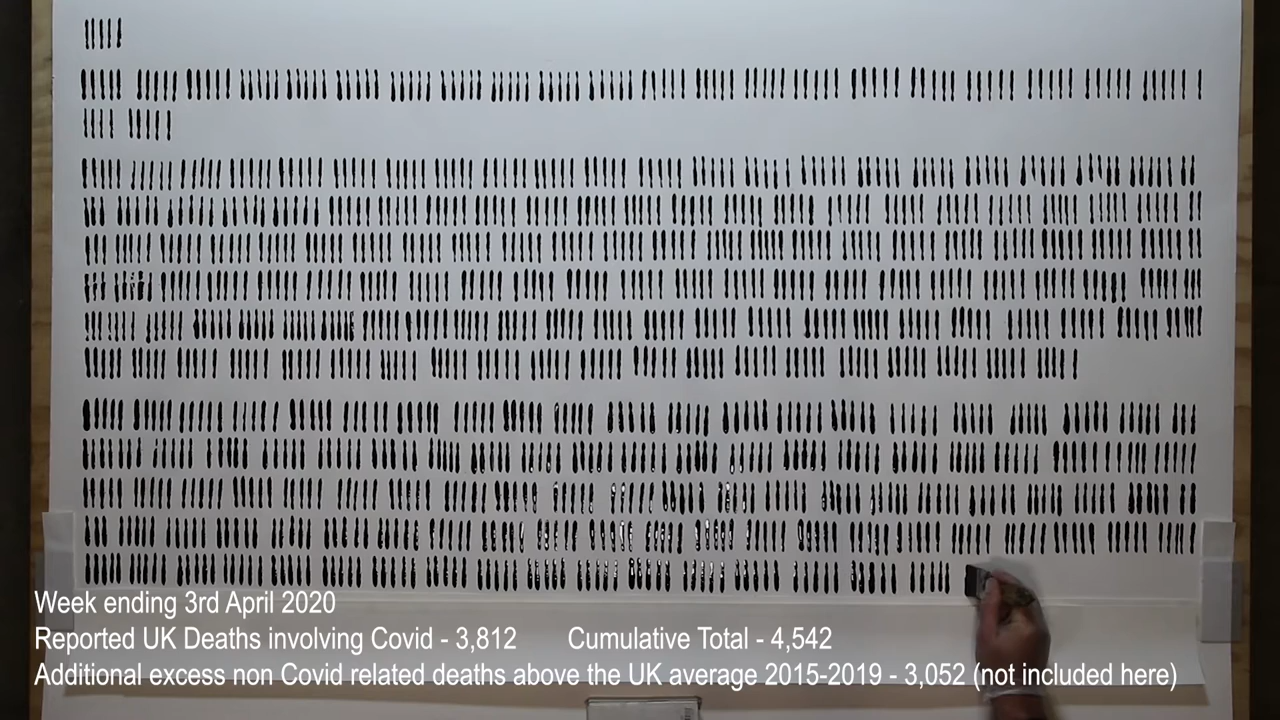 Week ending 3rd April 2020
Reported UK Deaths involving Covid - 3,812 Cumulative Total - 4,542
Additional excess non Covid related deaths above the UK average 2015-2019 - 3,052 (not included here)